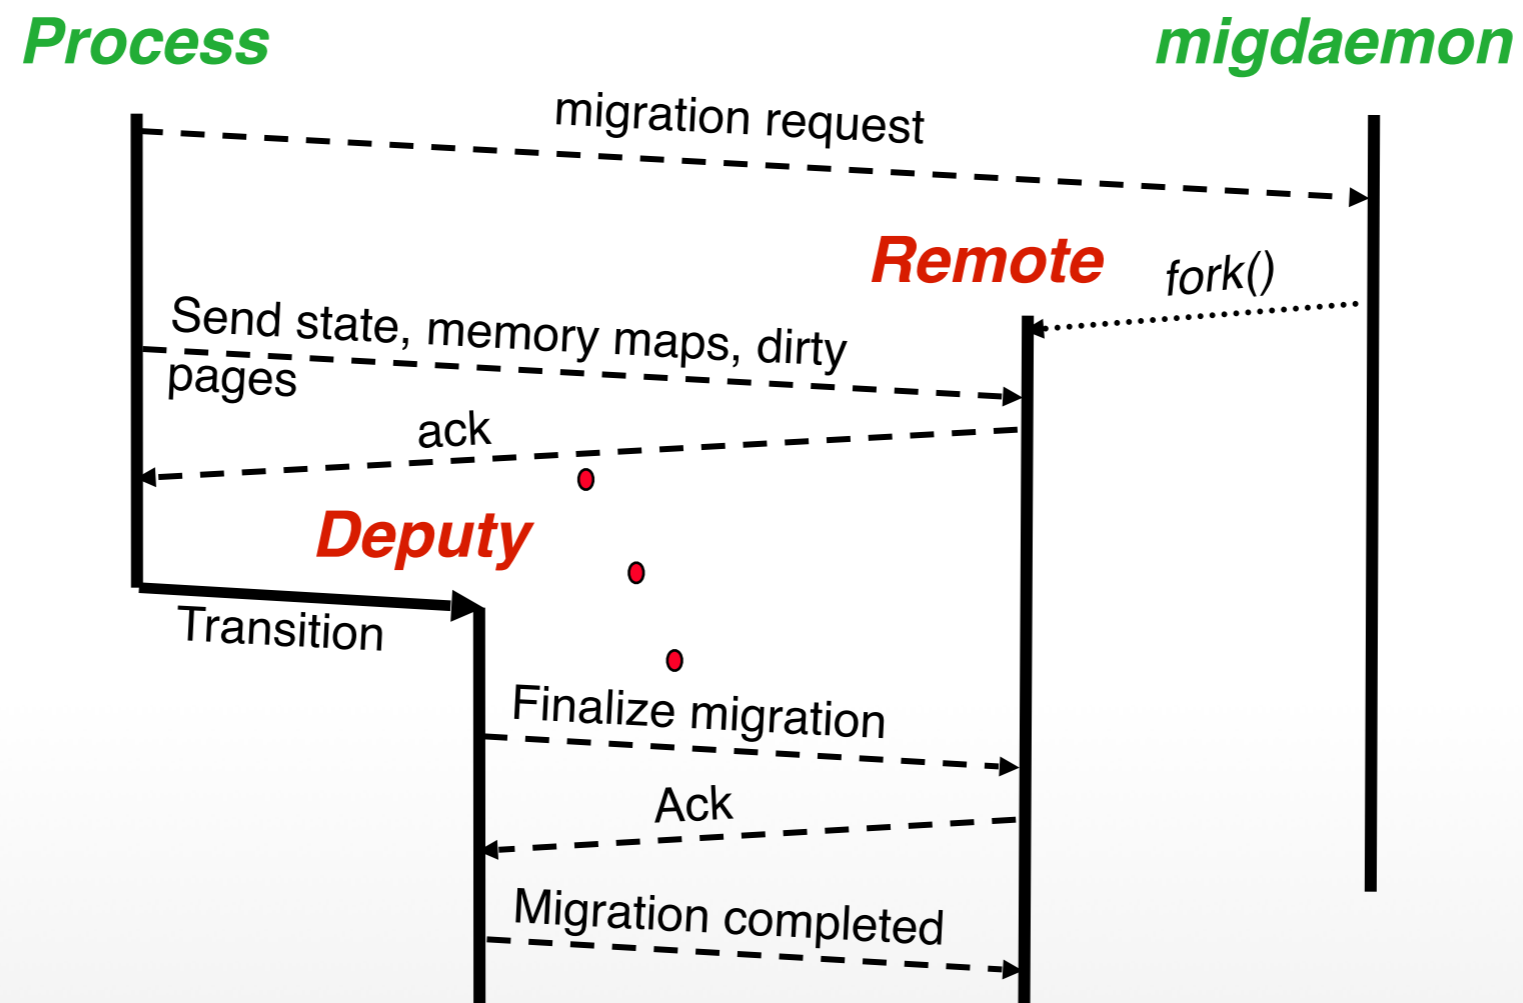 Process
migdaemon
migration request
Remote
fork()
Send state, memory maps, dirty
pages
ack
Deputy
Transition
Finalize migration
Ack
Migration completed